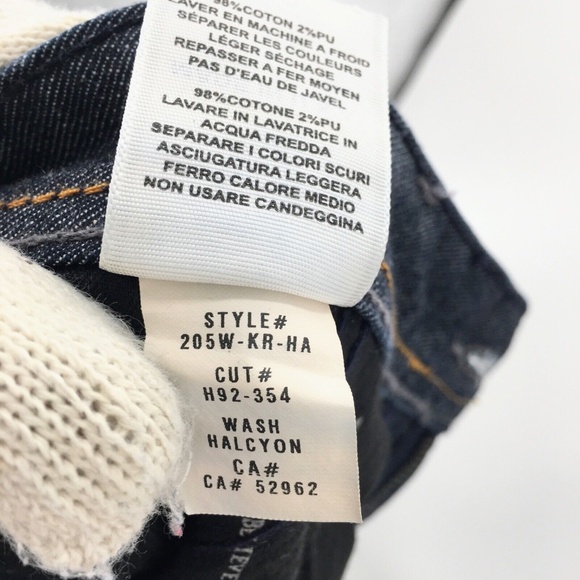 98%COTON 2%PU
LAVER EN MACHINE A FROID
SÉPARER LES COULEURS
LÉGER SÉCHAGE
REPASSER A FER MOYEN
PAS D'EAU DE JAVEL
98%COTONE 2%PU
LAVARE IN LAVATRICE IN
ACQUA FREDDA
SEPARARE I COLORI SCURI
ASCIUGATURA LEGGERA
FERRO CALORE MEDIO
NON USARE CANDEGGINA
STYLE#
205W-KR-HA
CUT#
H92-354
WASH
HALCYON
CA#
CA# 52962